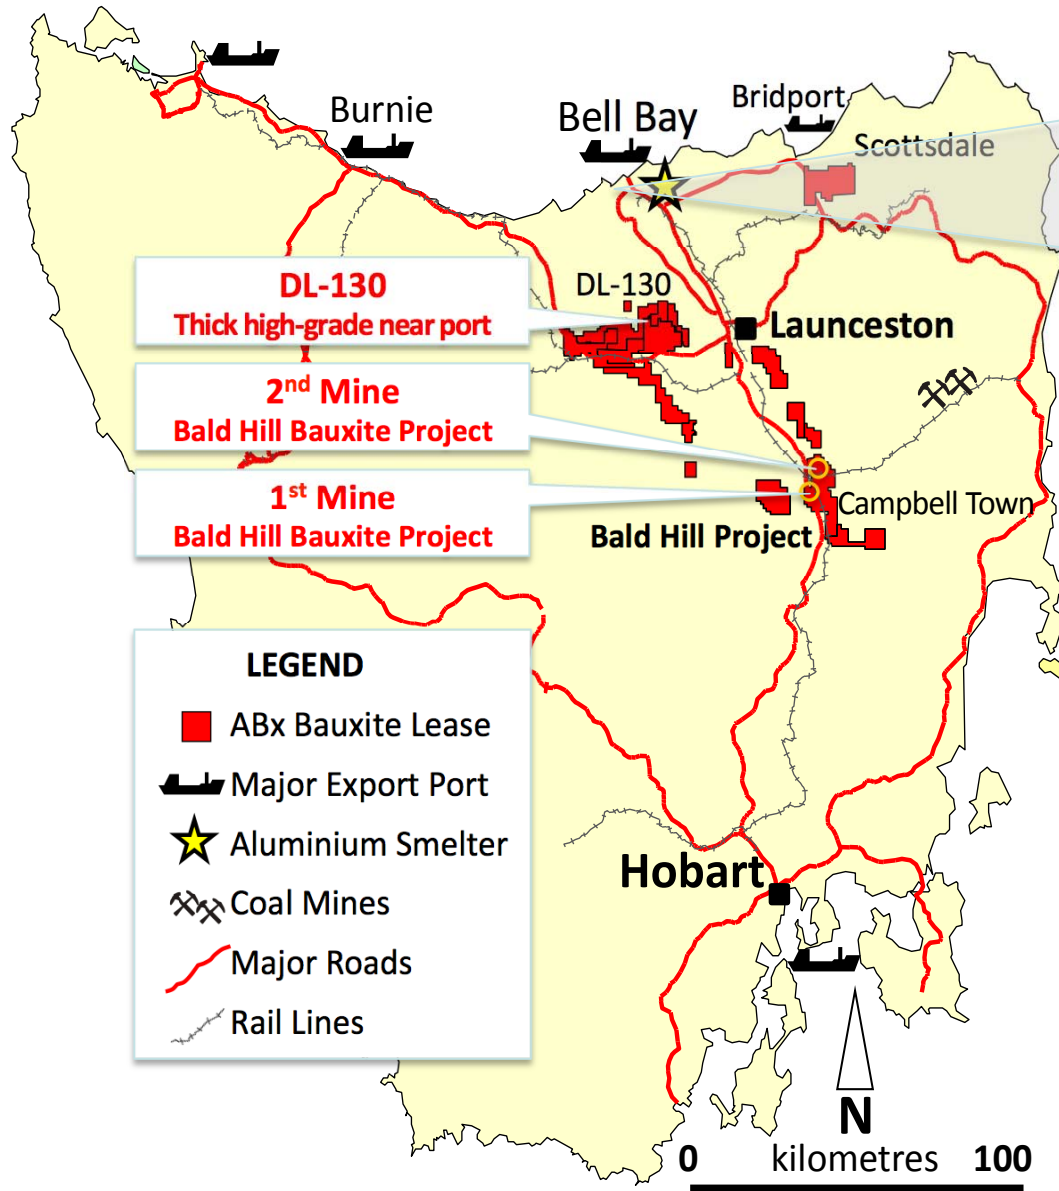 Burnie
Bell Bay
Bridport
Scottsdale
DL-130
Thick high-grade near port
DL-130
Launceston
2nd Mine
Bald Hill Bauxite Project
1st Mine
Bald Hill Bauxite Project
Campbell Town
Bald Hill Project
LEGEND
ABx Bauxite Lease
Major Export Port
Aluminium Smelter
Coal Mines
Major Roads
Rail Lines
Hobart
N
0 kilometres 100